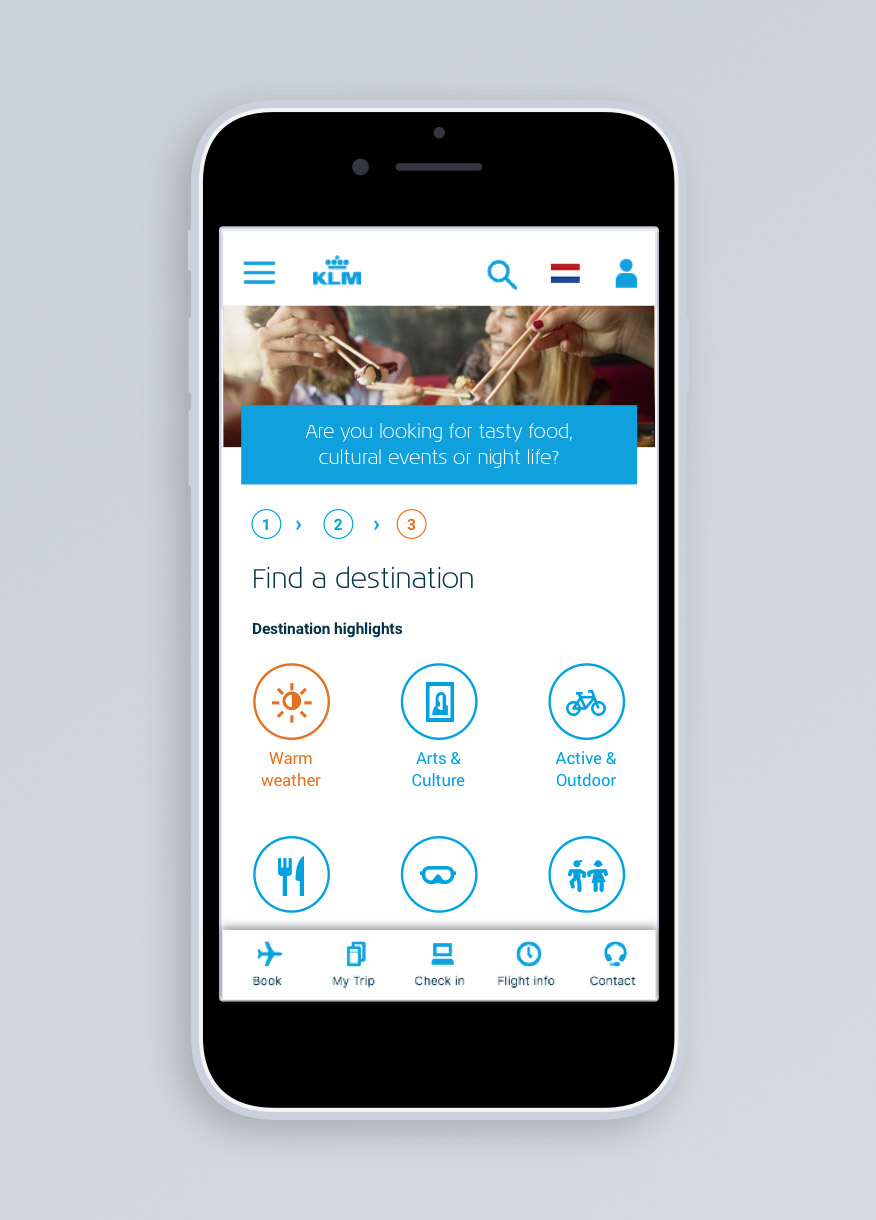 KLM
Are you looking for tasty food,
cultural events or night life?
1 › 2 › 3
Find a destination
Destination highlights
Warm Arts & Active &
weather Culture Outdoor
Book My Trip Check in Flight info Contact